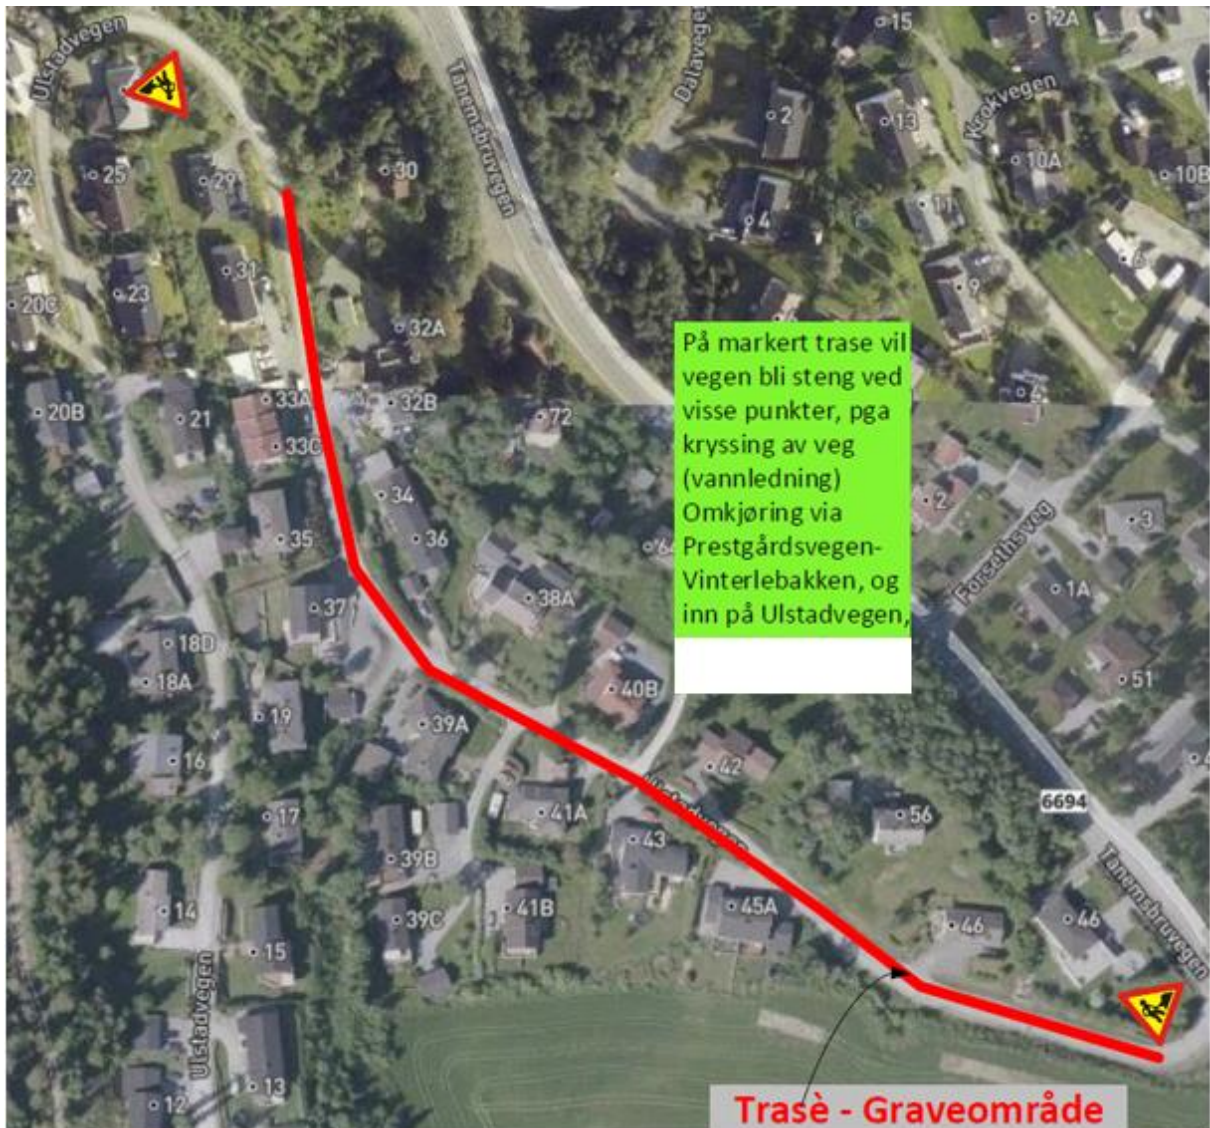 Ulstadvegen
Tanemsbruvegen
Dalavegen
15
12A
Krokvegen
2
13
10A
10B
22
25
29
30
4
11
6
31
23
20C
9
32A
På markert trase vil
vegen bli steng ved
visse punkter, pga
kryssing av veg
(vannledning)
Omkjøring via
Prestgårdsvegen-
Vinterlebakken, og
inn på Ulstadvegen,
20B
21
33A
32B
72
33C
34
2
3
Forsethsveg
35
36
1A
37
38A
18D
18A
51
40B
19
39A
16
42
6694
17
41A
56
43
Ulstadvegen
39B
Tanemsbruvegen
14
39C
41B
45A
46
46
15
Ulstadvegen
13
12
Trasè - Graveområde